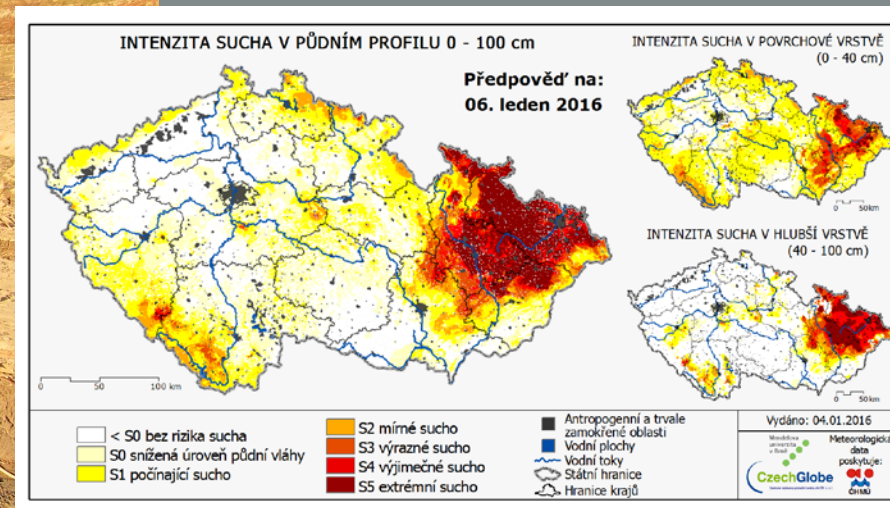 INTENZITA SUCHA V PŮDNÍM PROFILU 0 - 100 cm
Předpověď na:
06. leden 2016
INTENZITA SUCHA V POVRCHOVÉ VRSTVĚ
(0 - 40 cm)
0 50km
INTENZITA SUCHA V HLUBŠÍ VRSTVĚ
(40 - 100 cm)
0 50km
0 50 100 km
< S0 bez rizika sucha
S0 snížená úroveň půdní vláhy
S1 počínající sucho
S2 mírné sucho
S3 výrazné sucho
S4 výjimečné sucho
S5 extrémní sucho
Antropogenní a trvale
zamokřené oblasti
Vodní plochy
Vodní toky
Státní hranice
Hranice krajů
Vydáno: 04.01.2016
Mendelova
univerzita
v Brně
CzechGlobe
Meteorologická
data
poskytuje:
ČHMÚ